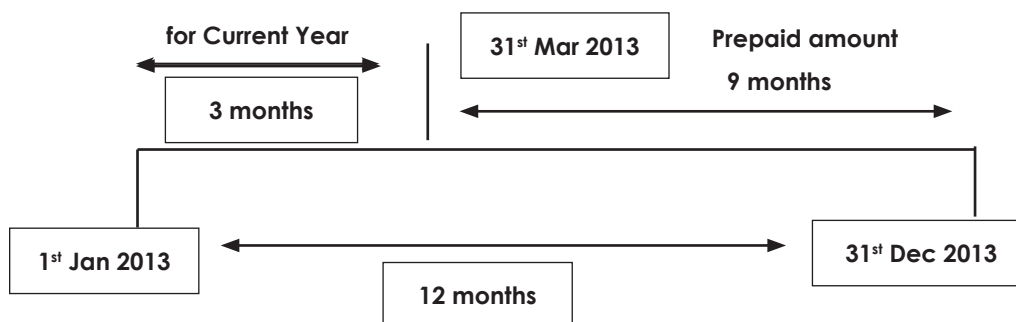 for Current Year
31st Mar 2013
Prepaid amount
9 months
3 months
1st Jan 2013
31st Dec 2013
12 months